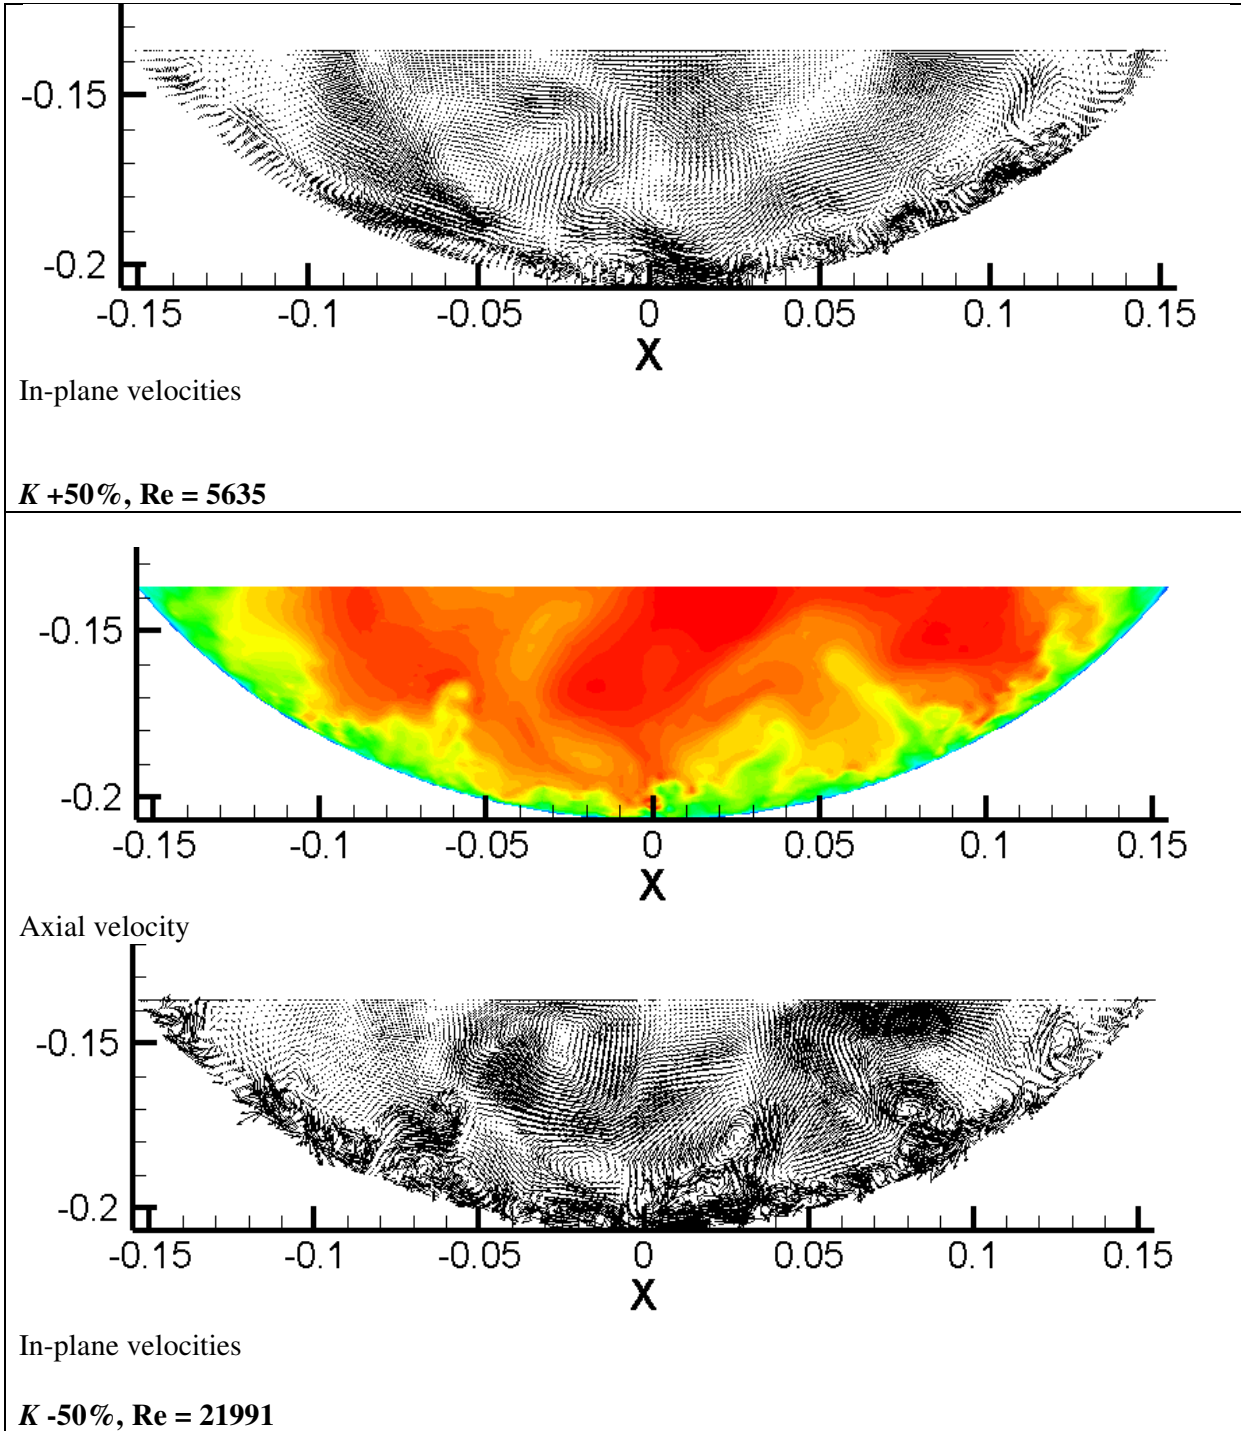 -0.15
-0.2
-0.15 -0.1 -0.05 0 0.05 0.1 0.15
X
In-plane velocities
K +50%, Re = 5635
-0.15
-0.2
-0.15 -0.1 -0.05 0 0.05 0.1 0.15
X
Axial velocity
-0.15
-0.2
-0.15 -0.1 -0.05 0 0.05 0.1 0.15
X
In-plane velocities
K -50%, Re = 21991